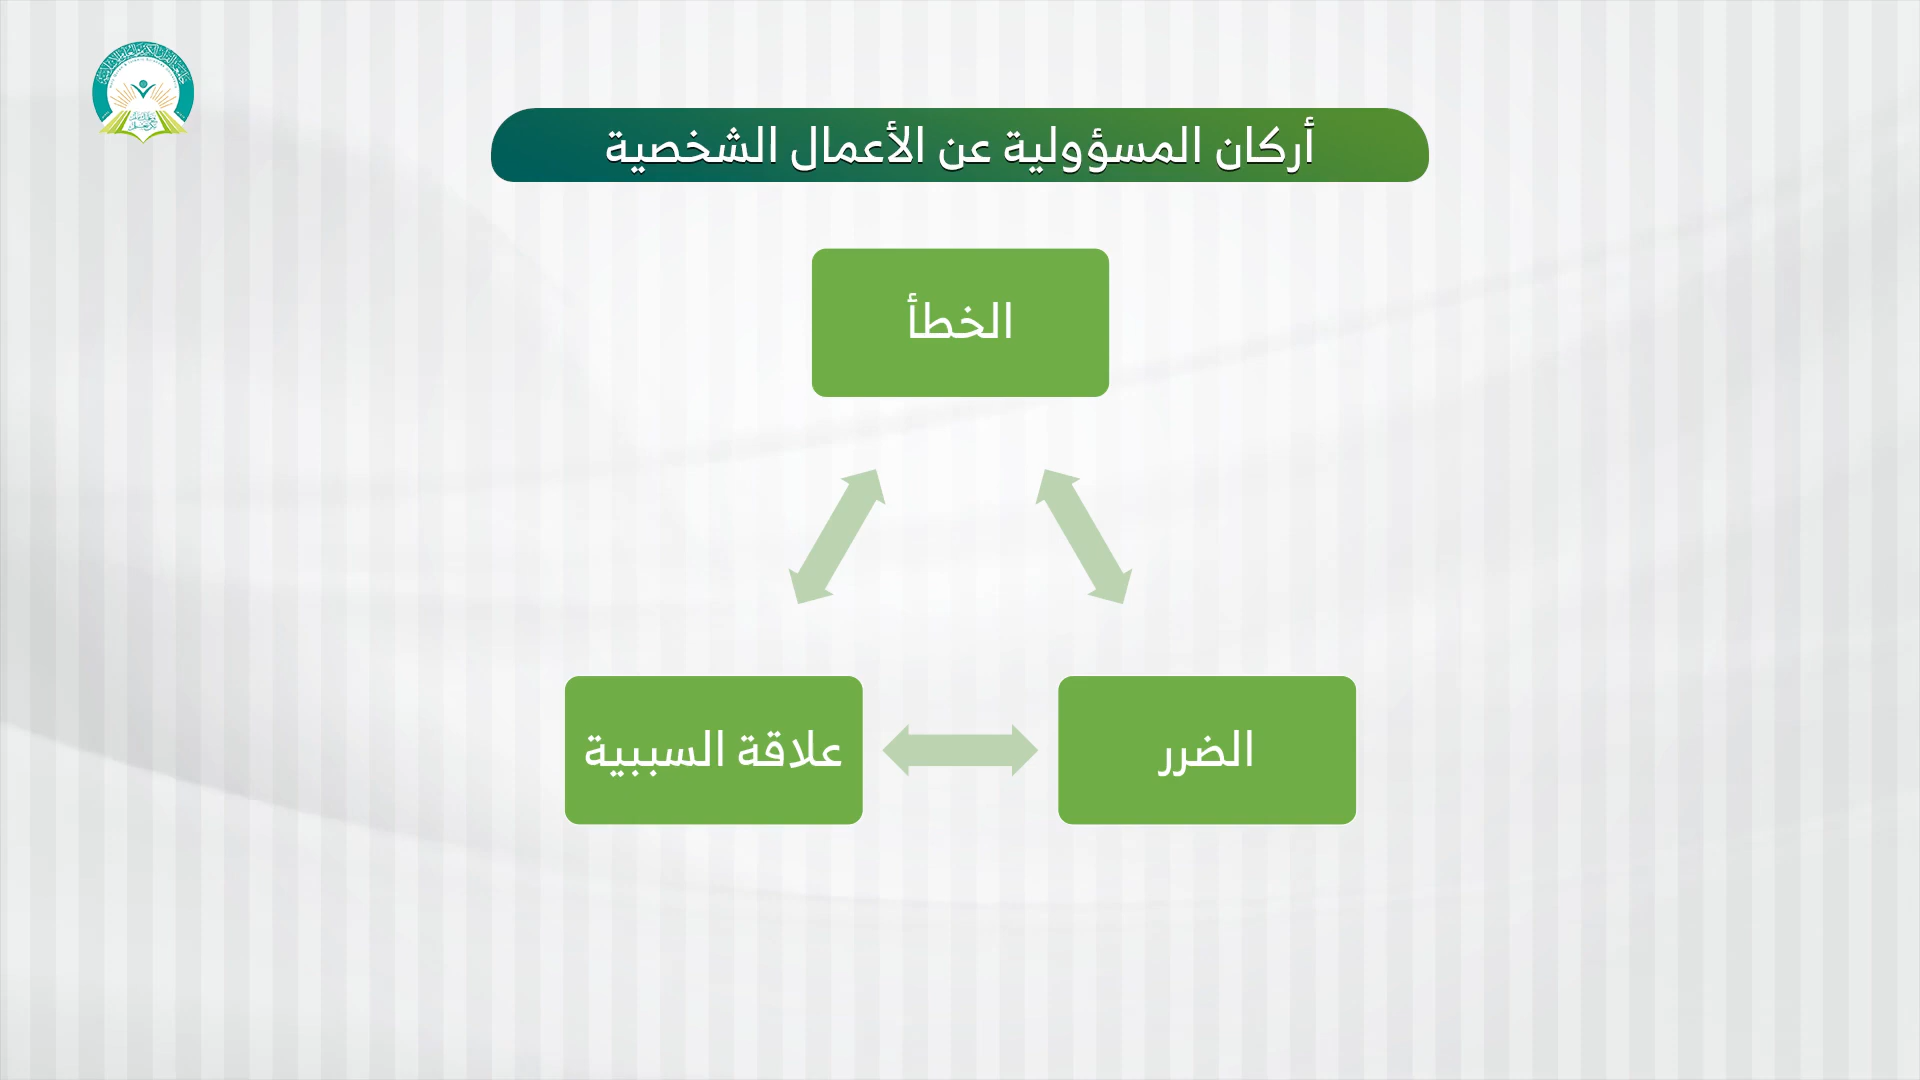 أركان المسؤولية عن الأعمال الشخصية
الخطأ
الضرر
علاقة السببية